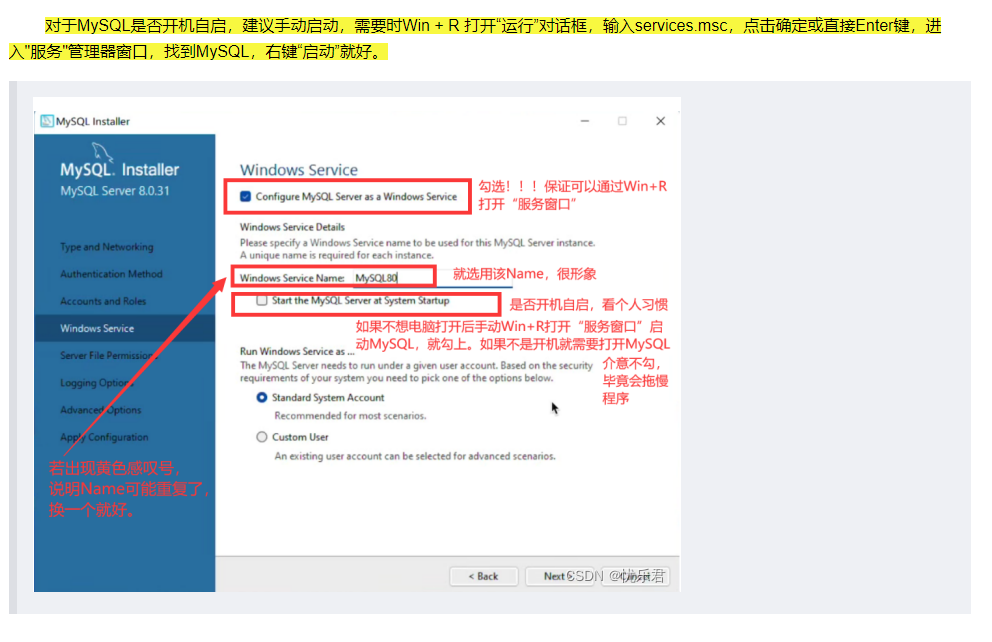 对于MySQL是否开机自启，建议手动启动，需要时Win + R 打开“运行”对话框，输入services.msc，点击确定或直接Enter键，进
入"服务"管理器窗口，找到MySQL，右键“启动”就好。
MySQL Installer
MySQL. Installer
MySQL Server 8.0.31
Type and Networking
Authentication Method
Accounts and Roles
Windows Service
Server File Permissions
Logging Options
Advanced Options
Apply Configuration
若出现黄色感叹号，
说明Name可能重复了，
换一个就好。
Windows Service
Configure MySQL Server as a Windows Service
勾选！！！保证可以通过Win+R
打开“服务窗口”
Windows Service Details
Please specify a Windows Service name to be used for this MySQL Server instance.
A unique name is required for each instance.
Windows Service Name: MySQL80
就选用该Name，很形象
Start the MySQL Server at System Startup
是否开机自启，看个人习惯
如果不想电脑打开后手动Win+R打开“服务窗口”启
动MySQL，就勾上。如果不是开机就需要打开MySQL
介意不勾，
毕竟会拖慢
程序
Run Windows Service as ...
The MySQL Server needs to run under a given user account. Based on the security
requirements of your system you need to pick one of the options below.
Standard System Account
Recommended for most scenarios.
Custom User
An existing user account can be selected for advanced scenarios.
< Back
Next >
Cancel
CSDN @忧乐君